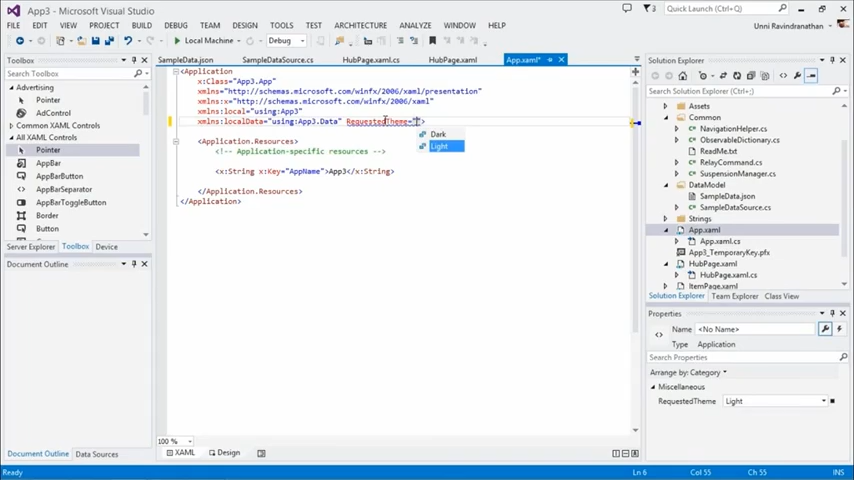 App3 - Microsoft Visual Studio
3
Quick Launch (Ctrl+Q)
FILE EDIT VIEW PROJECT BUILD DEBUG TEAM DESIGN TOOLS TEST ARCHITECTURE ANALYZE WINDOW HELP
Unni Ravindranathan
Local Machine
Debug
Toolbox
Search Toolbox
Advertising
Pointer
AdControl
Common XAML Controls
All XAML Controls
Pointer
AppBar
AppBarButton
AppBarSeparator
AppBarToggleButton
Border
Button
Server Explorer Toolbox Device
Document Outline
Document Outline Data Sources
SampleData.json SampleDataSource.cs HubPage.xaml.cs HubPage.xaml App.xaml*
<Application
x:Class="App3.App"
xmlns="http://schemas.microsoft.com/winfx/2006/xaml/presentation"
xmlns:x="http://schemas.microsoft.com/winfx/2006/xaml"
xmlns:local="using:App3"
xmlns:localData="using:App3.Data" RequestedTheme="">
Dark
Light
<Application.Resources>
<!-- Application-specific resources -->
<x:String x:Key="AppName">App3</x:String>
</Application.Resources>
</Application>
100 %
XAML Design
Solution Explorer
Search Solution Explorer (Ctrl+;)
Assets
Common
NavigationHelper.cs
ObservableDictionary.cs
ReadMe.txt
RelayCommand.cs
SuspensionManager.cs
DataModel
SampleData.json
SampleDataSource.cs
Strings
App.xaml
App.xaml.cs
App3_TemporaryKey.pfx
HubPage.xaml
HubPage.xaml.cs
ItemPage.xaml
Solution Explorer Team Explorer Class View
Properties
Name <No Name>
Type Application
Search Properties
Arrange by: Category
Miscellaneous
RequestedTheme Light
Ready
Ln 6 Col 55 Ch 55 INS